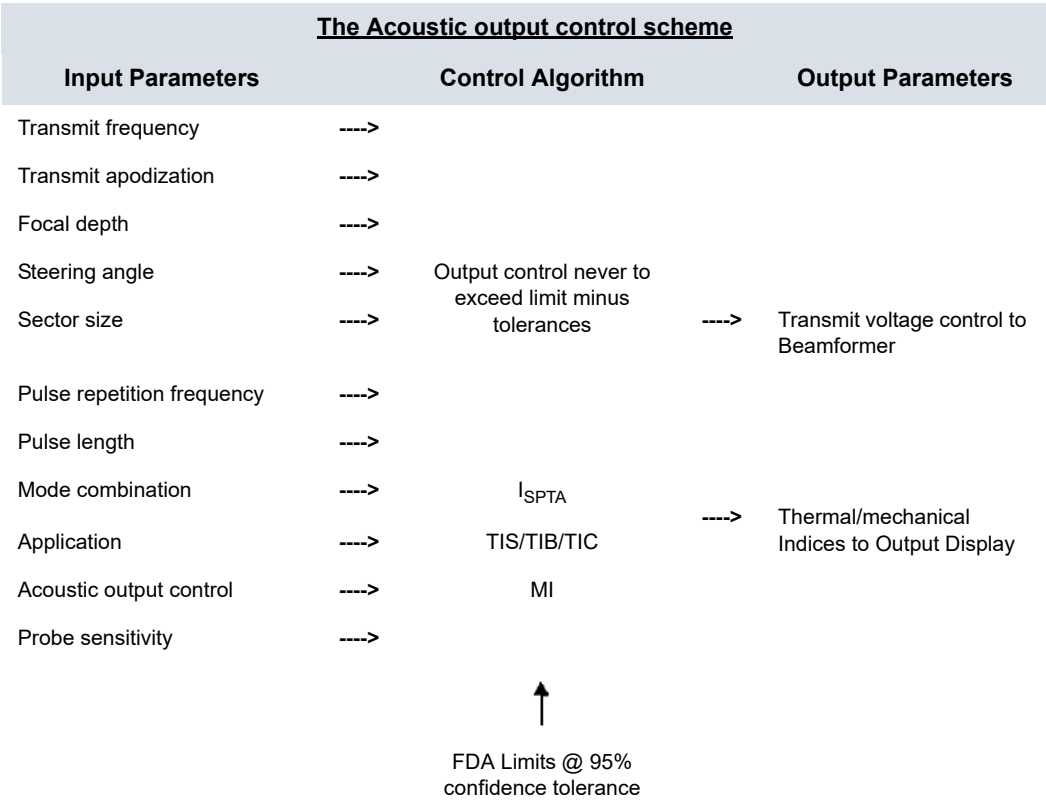 The Acoustic output control scheme
Input Parameters Control Algorithm Output Parameters
Transmit frequency ---->
Transmit apodization ---->
Focal depth ---->
Steering angle ----> Output control never to
exceed limit minus
Sector size ----> tolerances ----> Transmit voltage control to
Beamformer
Pulse repetition frequency ---->
Pulse length ---->
Mode combination ----> ISPTA
----> Thermal/mechanical
Application ----> TIS/TIB/TIC Indices to Output Display
Acoustic output control ----> MI
Probe sensitivity ---->
FDA Limits @ 95%
confidence tolerance